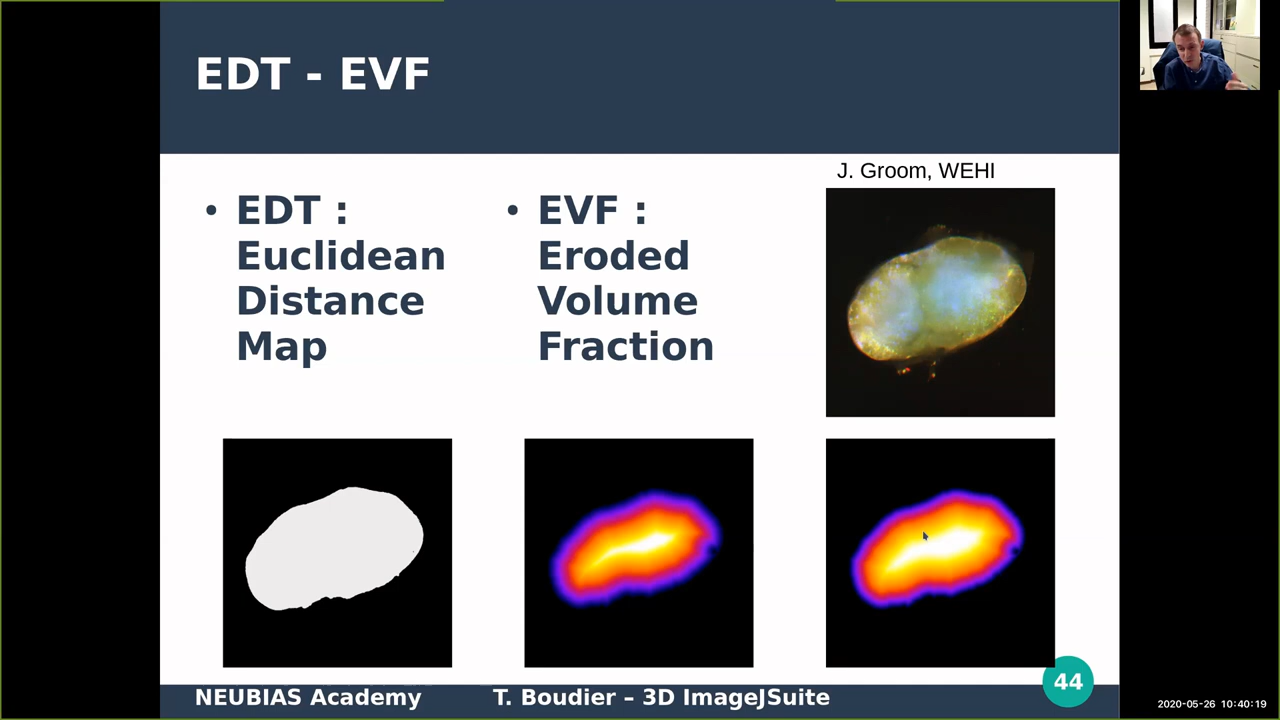 EDT - EVF
J. Groom, WEHI
• EDT :
Euclidean
Distance
Map
• EVF :
Eroded
Volume
Fraction
44
NEUBIAS Academy
T. Boudier – 3D ImageJSuite
2020-05-26 10:40:19